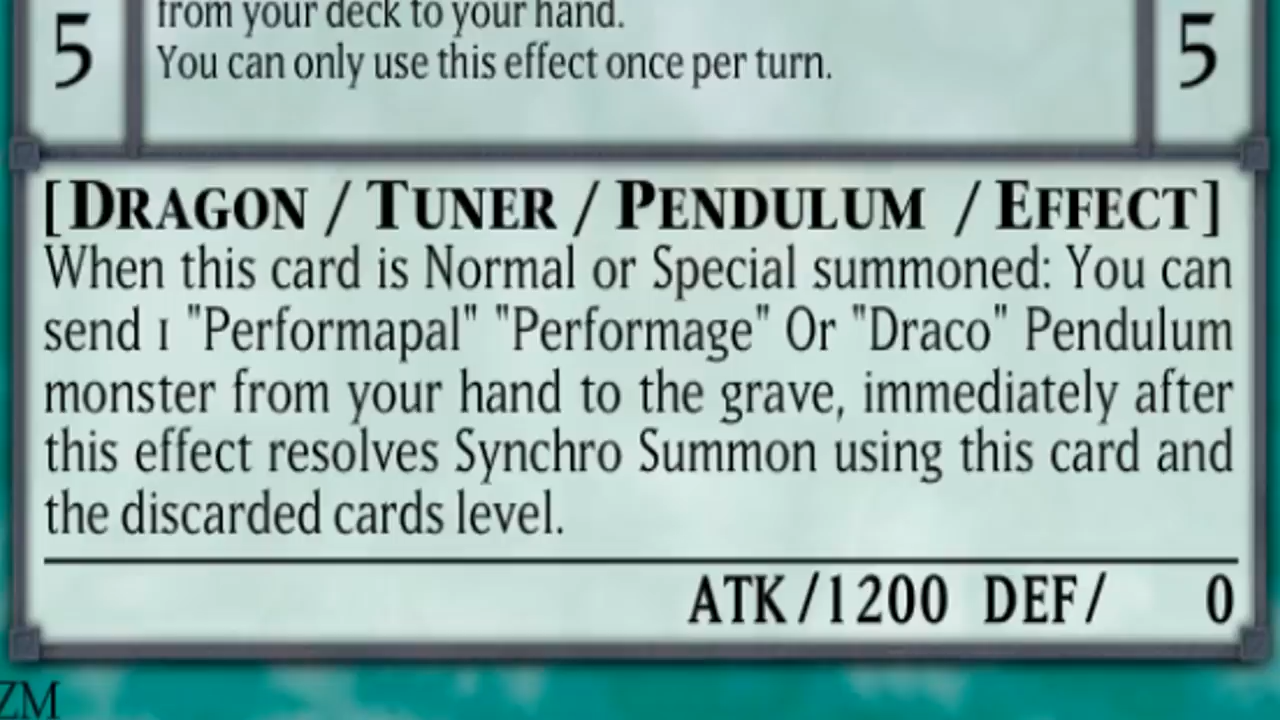 from your deck to your hand.
5
5
You can only use this effect once per turn.
[DRAGON / TUNER / PENDULUM / EFFECT]
When this card is Normal or Special summoned: You can
send 1 "Performapal" "Performage" Or "Draco" Pendulum
monster from your hand to the grave, immediately after
this effect resolves Synchro Summon using this card and
the discarded cards level.
ATK/1200 DEF/ 0
ZM